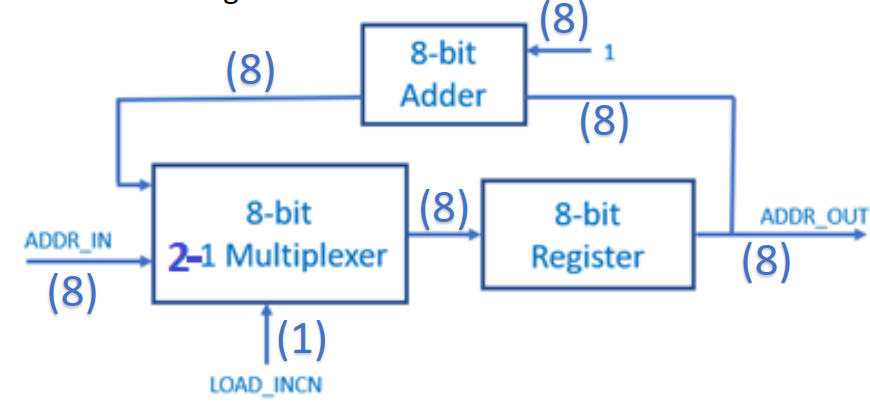 (8)
8-bit
Adder
1
(8)
(8)
8-bit
2-1 Multiplexer
(8)
8-bit
Register
ADDR_OUT
(8)
ADDR_IN
(8)
(1)
LOAD_INCN